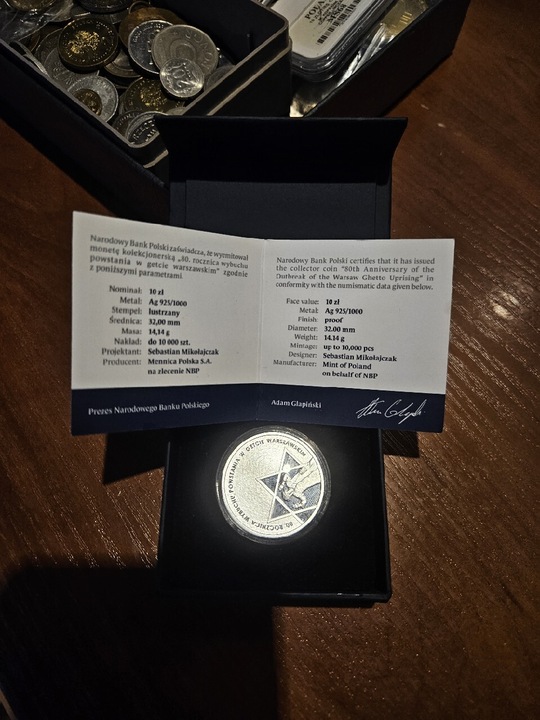 Narodowy Bank Polski zaświadcza, że wyemitował
monetę kolekcjonerską „80. rocznica wybuchu
powstania w getcie warszawskim” zgodnie
z poniższymi parametrami
Nominał: 10 zł
Metal: Ag 925/1000
Stempel: lustrzany
Średnica: 32,00 mm
Masa: 14,14 g
Nakład: do 10 000 szt.
Projektant: Sebastian Mikołajczak
Producent: Mennica Polska S.A.
na zlecenie NBP
Prezes Narodowego Banku Polskiego
Narodowy Bank Polski certifies that it has issued
the collector coin "80th Anniversary of the
Outbreak of the Warsaw Ghetto Uprising" in
conformity with the numismatic data given below.
Face value: 10 zł
Metal: Ag 925/1000
Finish: proof
Diameter: 32.00 mm
Weight: 14.14 g
Mintage: up to 10,000 pcs
Designer: Sebastian Mikołajczak
Manufacturer: Mint of Poland
on behalf of NBP
Adam Glapiński
80. ROCZNICA WYBUCHU POWSTANIA W GETCIE WARSZAWSKIM